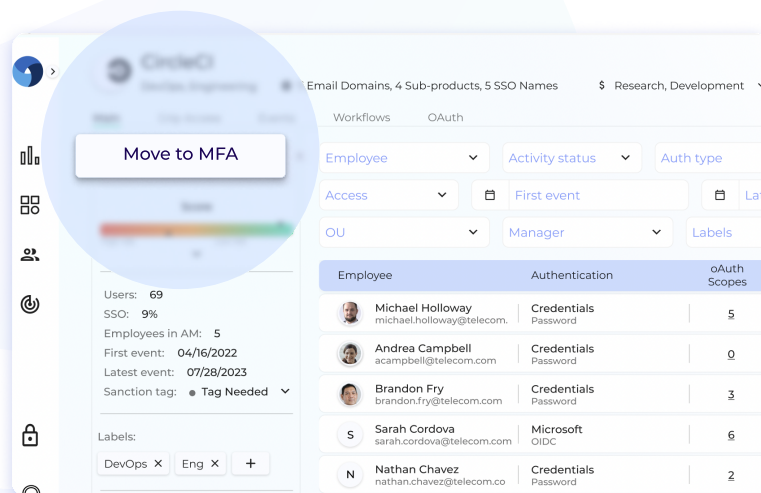 CircleCI
DevOps, Engineering
Email Domains, 4 Sub-products, 5 SSO Names
$ Research, Development
Main
Events
Workflows
OAuth
Move to MFA
Employee
Activity status
Auth type
Access
First event
Score
OU
Manager
Labels
Employee
Authentication
oAuth
Scopes
Users: 69
SSO: 9%
Employees in AM: 5
First event: 04/16/2022
Latest event: 07/28/2023
Sanction tag: Tag Needed
Labels:
DevOps ×
Eng ×
+
Michael Holloway
michael.holloway@telecom.
Credentials
Password
5
Andrea Campbell
acampbell@telecom.com
Credentials
Password
0
Brandon Fry
brandon.fry@telecom.com
Credentials
Password
3
S
Sarah Cordova
sarah.cordova@telecom.com
Microsoft
OIDC
6
N
Nathan Chavez
nathan.chavez@telecom.co
Credentials
Password
2